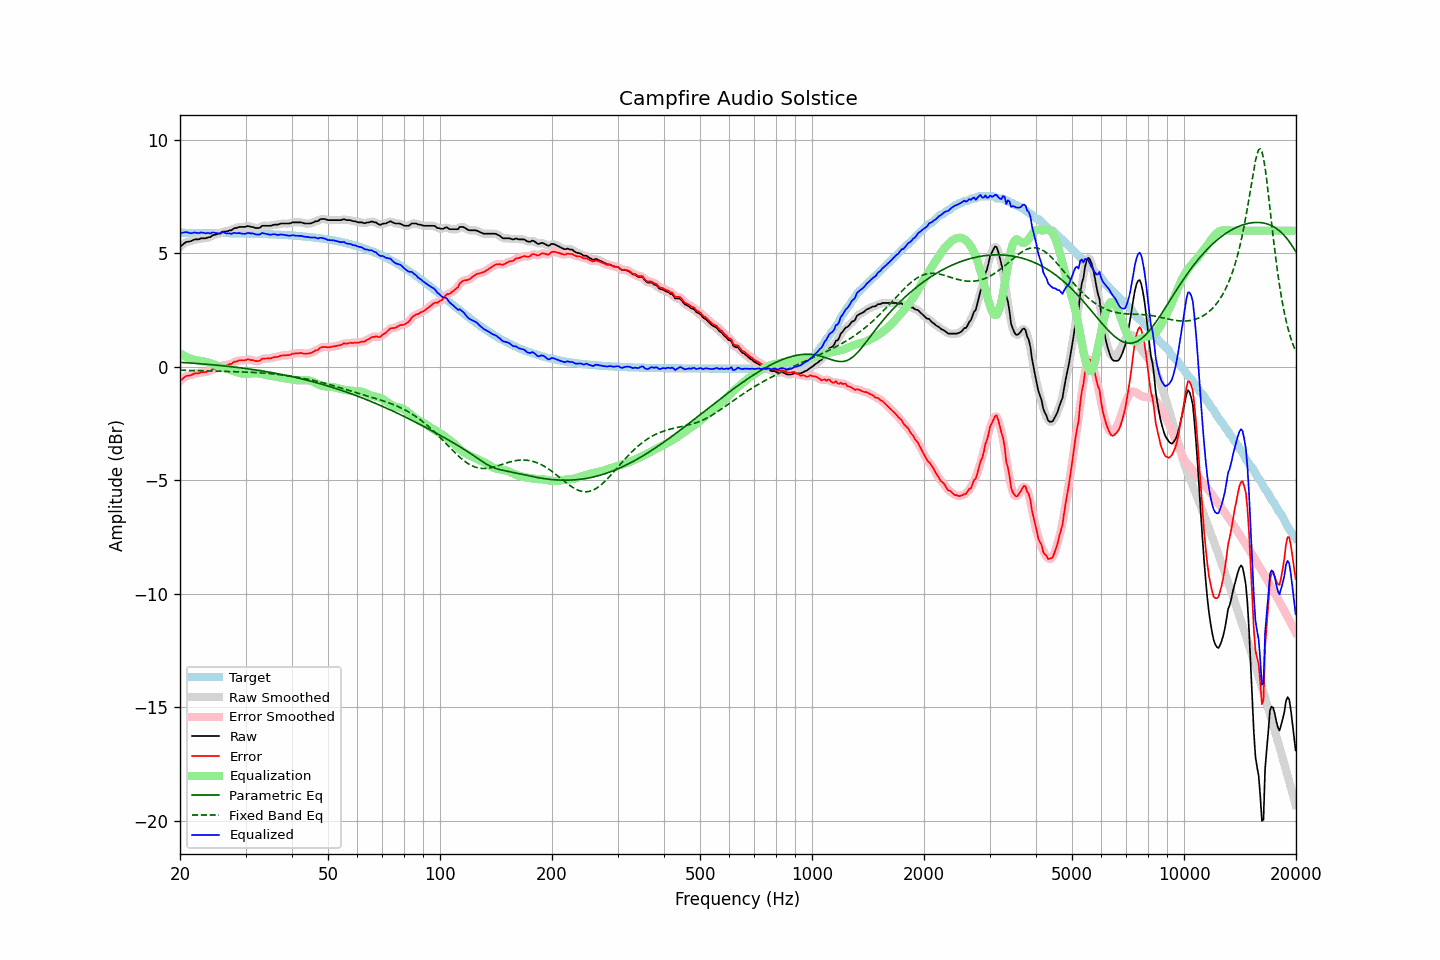 Campfire Audio Solstice
10
5
0
−5
−10
−15
−20
Amplitude (dBr)
Target
Raw Smoothed
Error Smoothed
Raw
Error
Equalization
Parametric Eq
Fixed Band Eq
Equalized
20 50 100 200 500 1000 2000 5000 10000 20000
Frequency (Hz)